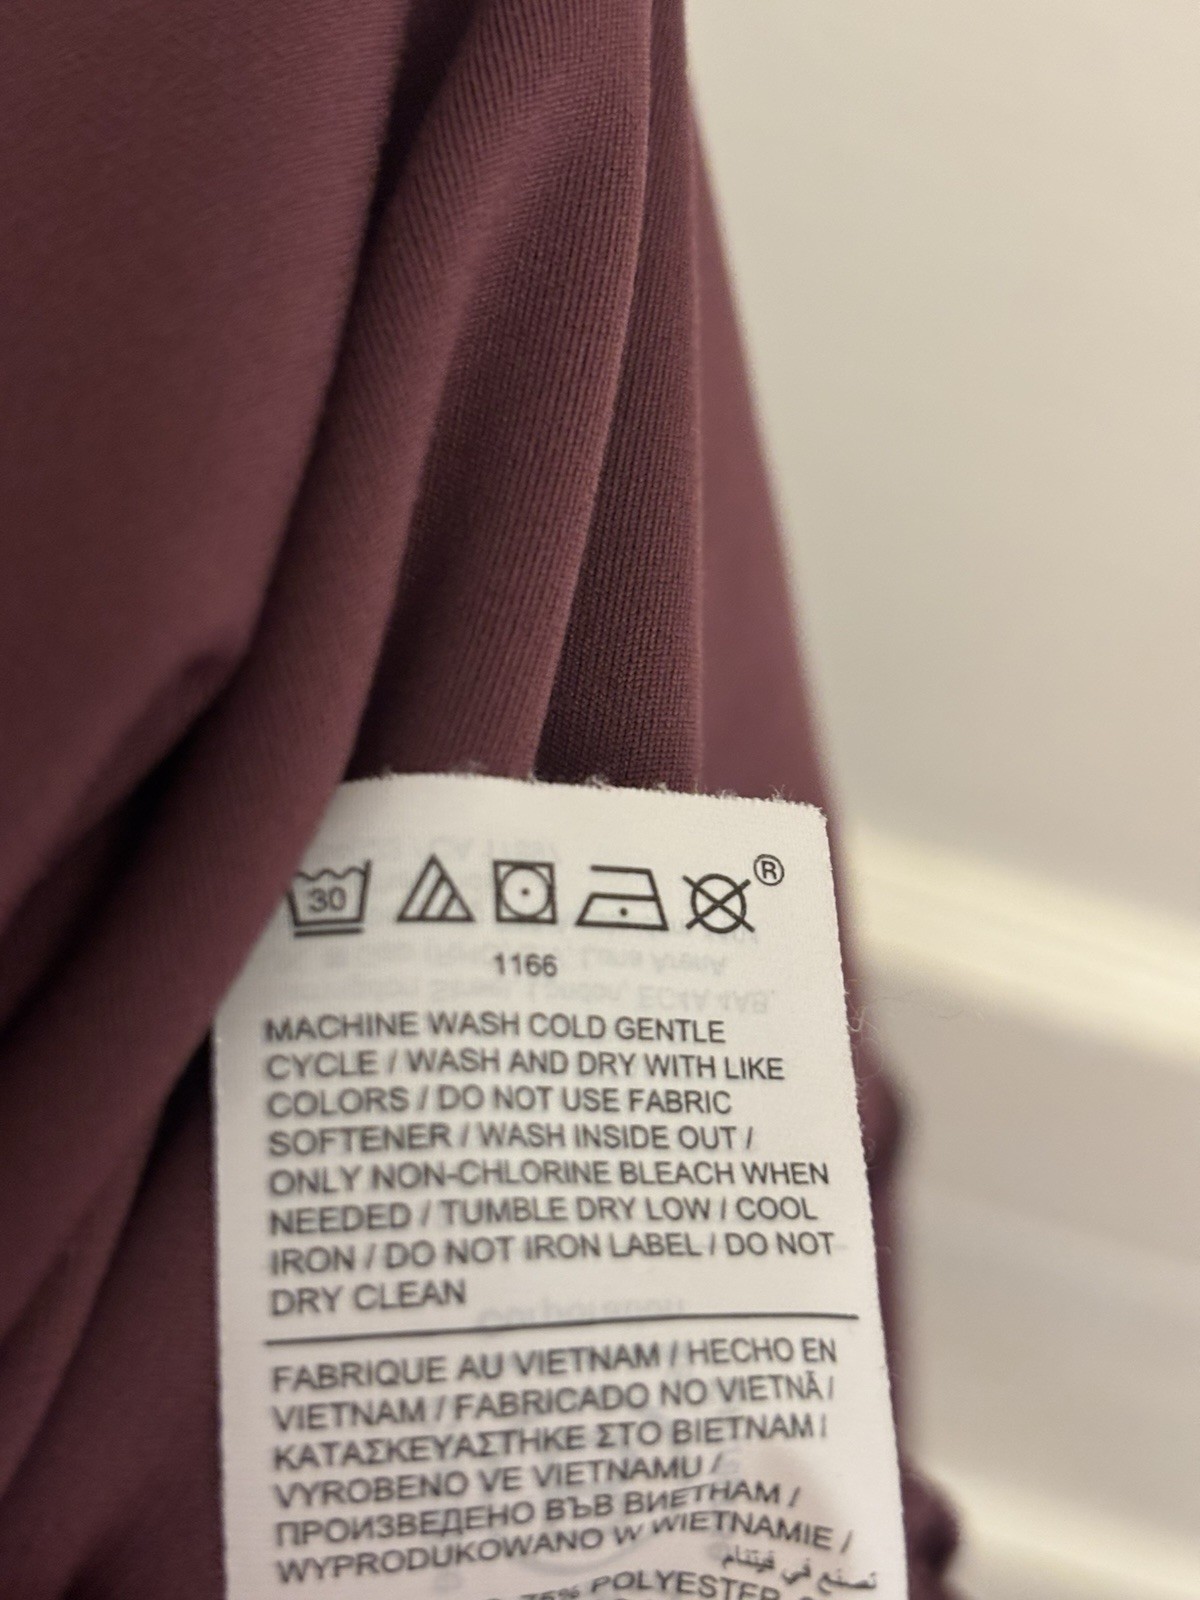 30
®
1166
MACHINE WASH COLD GENTLE
CYCLE / WASH AND DRY WITH LIKE
COLORS / DO NOT USE FABRIC
SOFTENER / WASH INSIDE OUT /
ONLY NON-CHLORINE BLEACH WHEN
NEEDED / TUMBLE DRY LOW / COOL
IRON / DO NOT IRON LABEL / DO NOT
DRY CLEAN
FABRIQUE AU VIETNAM / HECHO EN
VIETNAM / FABRICADO NO VIETNÃ /
ΚΑΤΑΣΚΕΥΑΣΤΗΚΕ ΣΤΟ ΒΙΕΤΝΑΜ /
VYROBENO VE VIETNAMU /
ПРОИЗВЕДЕНО ВЪВ ВИЕТНАМ /
WYPRODUKOWANO W WIETNAMIE /
تصنع في فيتنام
75% POLYESTER